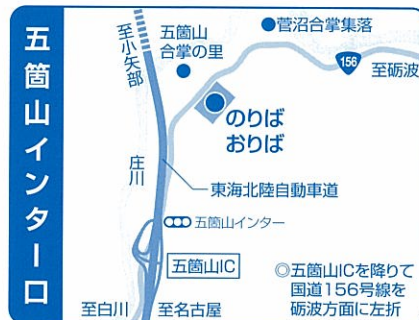 五箇山インター口
至小矢部
五箇山
合掌の里
菅沼合掌集落
156
至砺波
のりば
おりば
庄川
東海北陸自動車道
五箇山インター
五箇山IC
至白川
至名古屋
◎五箇山ICを降りて
国道156号線を
砺波方面に左折